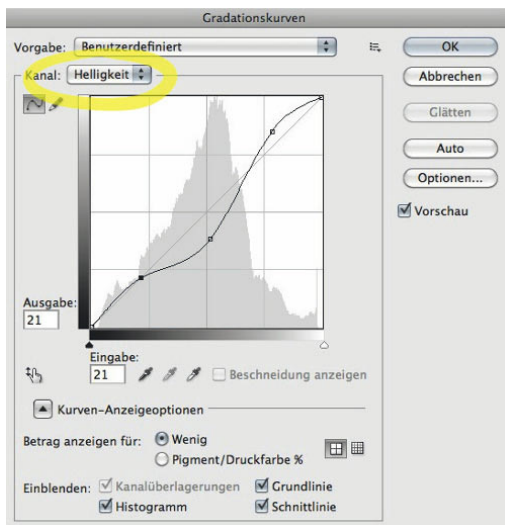 Gradationskurven
Vorgabe: Benutzerdefiniert
OK
Kanal: Helligkeit
Abbrechen
Glätten
Auto
Optionen...
Vorschau
Ausgabe:
21
Eingabe:
21
Beschneidung anzeigen
Kurven-Anzeigeoptionen
Betrag anzeigen für: Wenig
Pigment/Druckfarbe %
Einblenden: Kanalüberlagerungen Grundlinie
Histogramm Schnittlinie